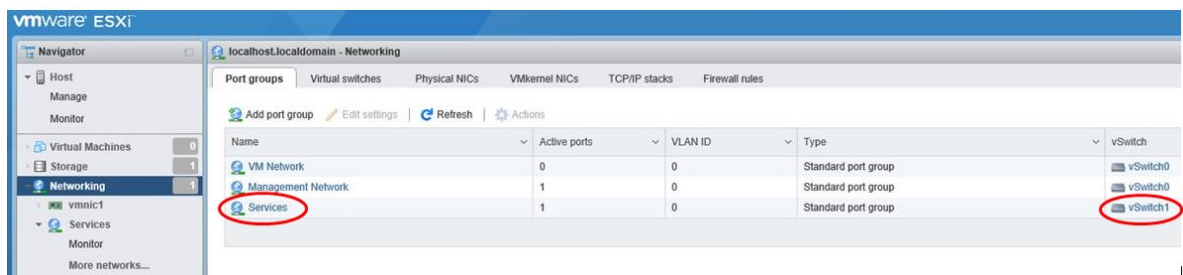 vmware ESXi
Navigator
Host
Manage
Monitor
Virtual Machines 0
Storage 1
Networking 1
vmnic1
Services
Monitor
More networks...
localhost.localdomain - Networking
Port groups Virtual switches Physical NICs VMkernel NICs TCP/IP stacks Firewall rules
Add port group Edit settings Refresh Actions
Name Active ports VLAN ID Type vSwitch
VM Network 0 0 Standard port group vSwitch0
Management Network 1 0 Standard port group vSwitch0
Services 1 0 Standard port group vSwitch1